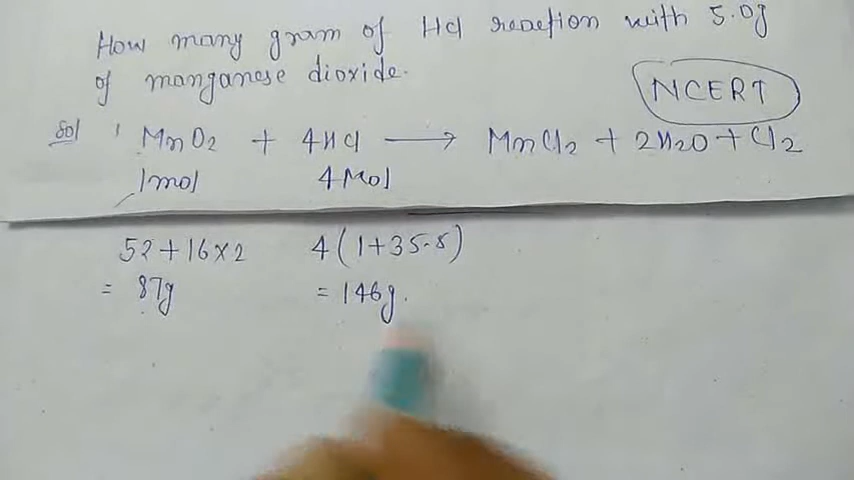 How many gram of HCl reaction with 5.0g
of manganese dioxide.
NCERT
Sol MnO2 + 4HCl → MnCl2 + 2H2O + Cl2
1mol 4Mol
52+16×2 4(1+35.5)
= 87g = 146g.